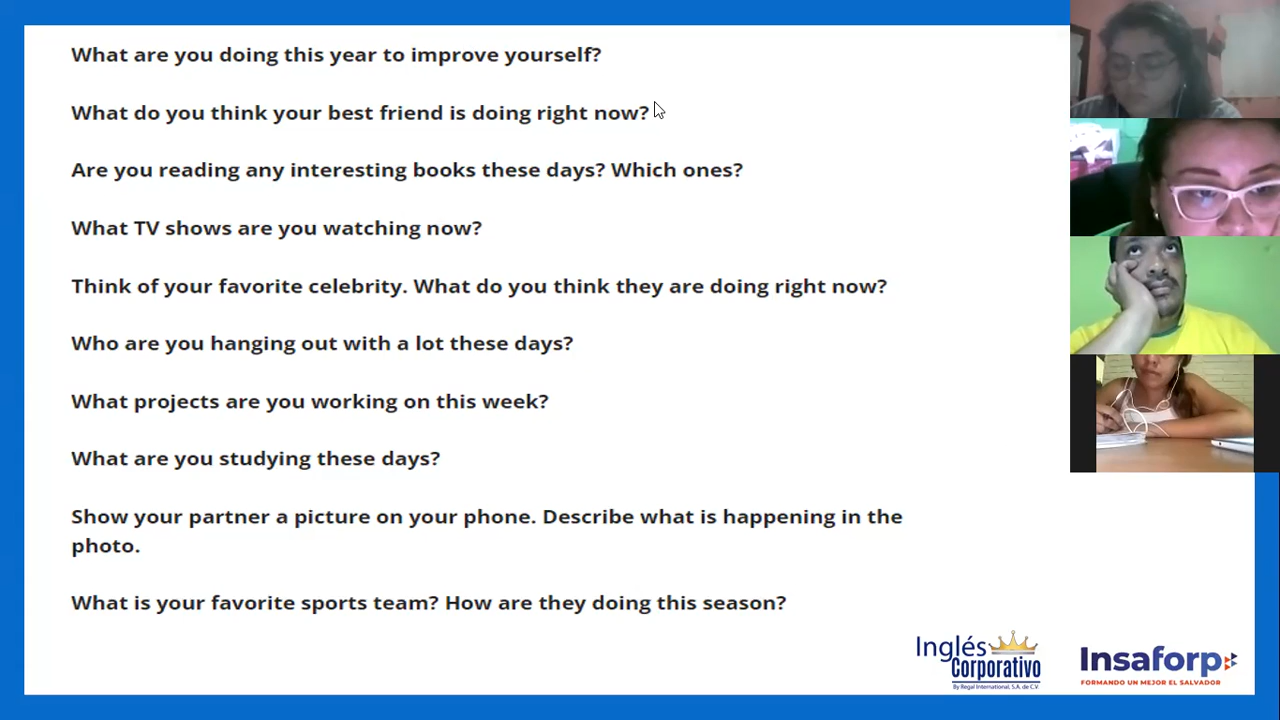 What are you doing this year to improve yourself?
What do you think your best friend is doing right now?
Are you reading any interesting books these days? Which ones?
What TV shows are you watching now?
Think of your favorite celebrity. What do you think they are doing right now?
Who are you hanging out with a lot these days?
What projects are you working on this week?
What are you studying these days?
Show your partner a picture on your phone. Describe what is happening in the
photo.
What is your favorite sports team? How are they doing this season?
Inglés
Corporativo
By Regal International, S.A. de C.V.
Insaforp
FORMANDO UN MEJOR EL SALVADOR